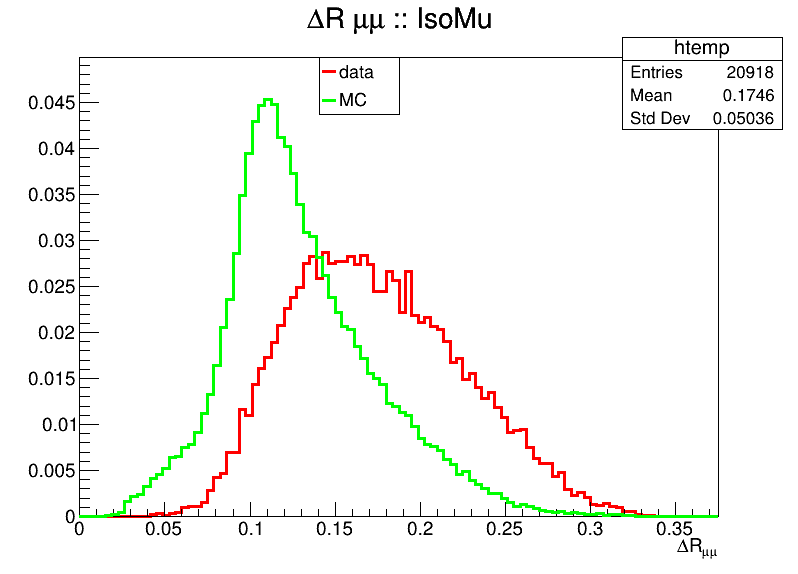 ΔR μμ :: IsoMu
htemp
Entries 20918
Mean 0.1746
Std Dev 0.05036
data
MC
0.045
0.04
0.035
0.03
0.025
0.02
0.015
0.01
0.005
0
0 0.05 0.1 0.15 0.2 0.25 0.3 0.35
ΔRμμ